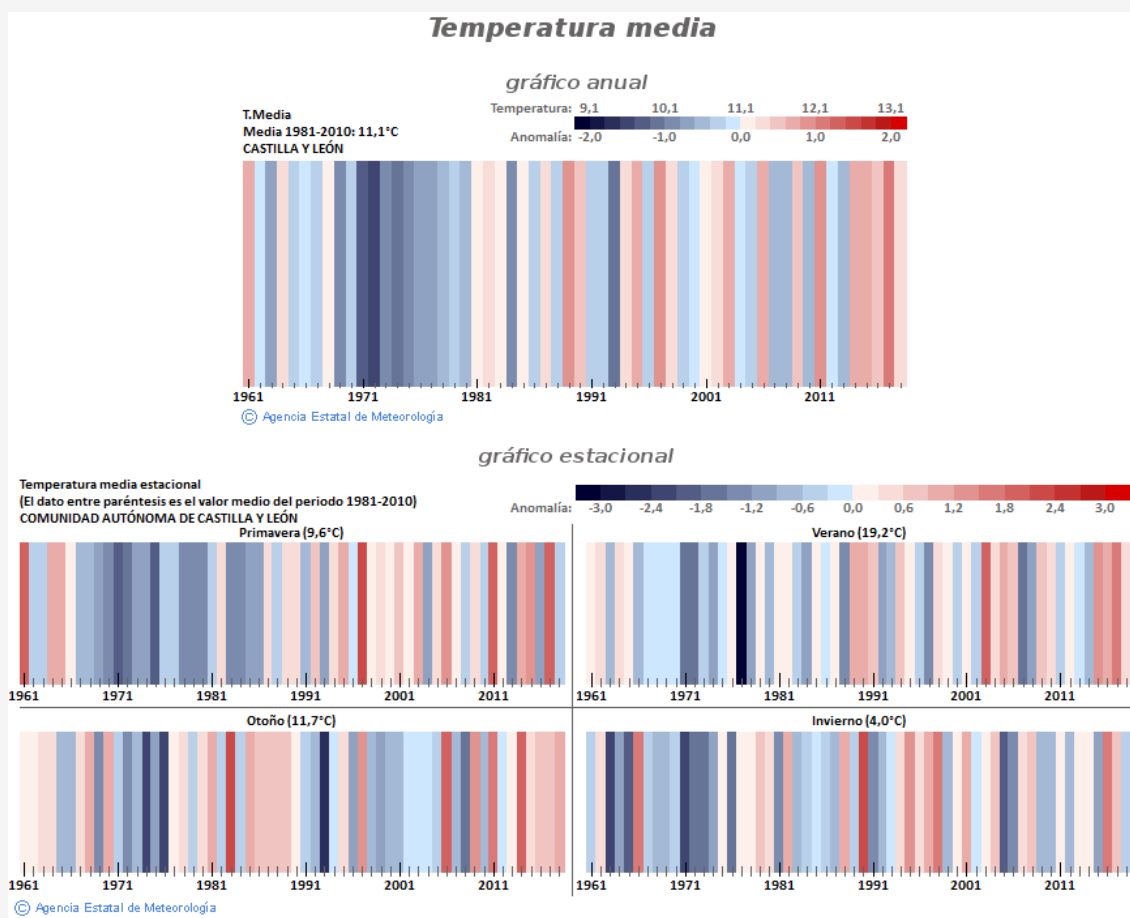 Temperatura media
gráfico anual
T.Media
Media 1981-2010: 11,1°C
CASTILLA Y LEÓN
Temperatura: 9,1 10,1 11,1 12,1 13,1
Anomalía: -2,0 -1,0 0,0 1,0 2,0
1961 1971 1981 1991 2001 2011
© Agencia Estatal de Meteorología
gráfico estacional
Temperatura media estacional
(El dato entre paréntesis es el valor medio del periodo 1981-2010)
COMUNIDAD AUTÓNOMA DE CASTILLA Y LEÓN
Anomalía: -3,0 -2,4 -1,8 -1,2 -0,6 0,0 0,6 1,2 1,8 2,4 3,0
Primavera (9,6°C)
1961 1971 1981 1991 2001 2011
Verano (19,2°C)
1961 1971 1981 1991 2001 2011
Otoño (11,7°C)
1961 1971 1981 1991 2001 2011
Invierno (4,0°C)
1961 1971 1981 1991 2001 2011
© Agencia Estatal de Meteorología